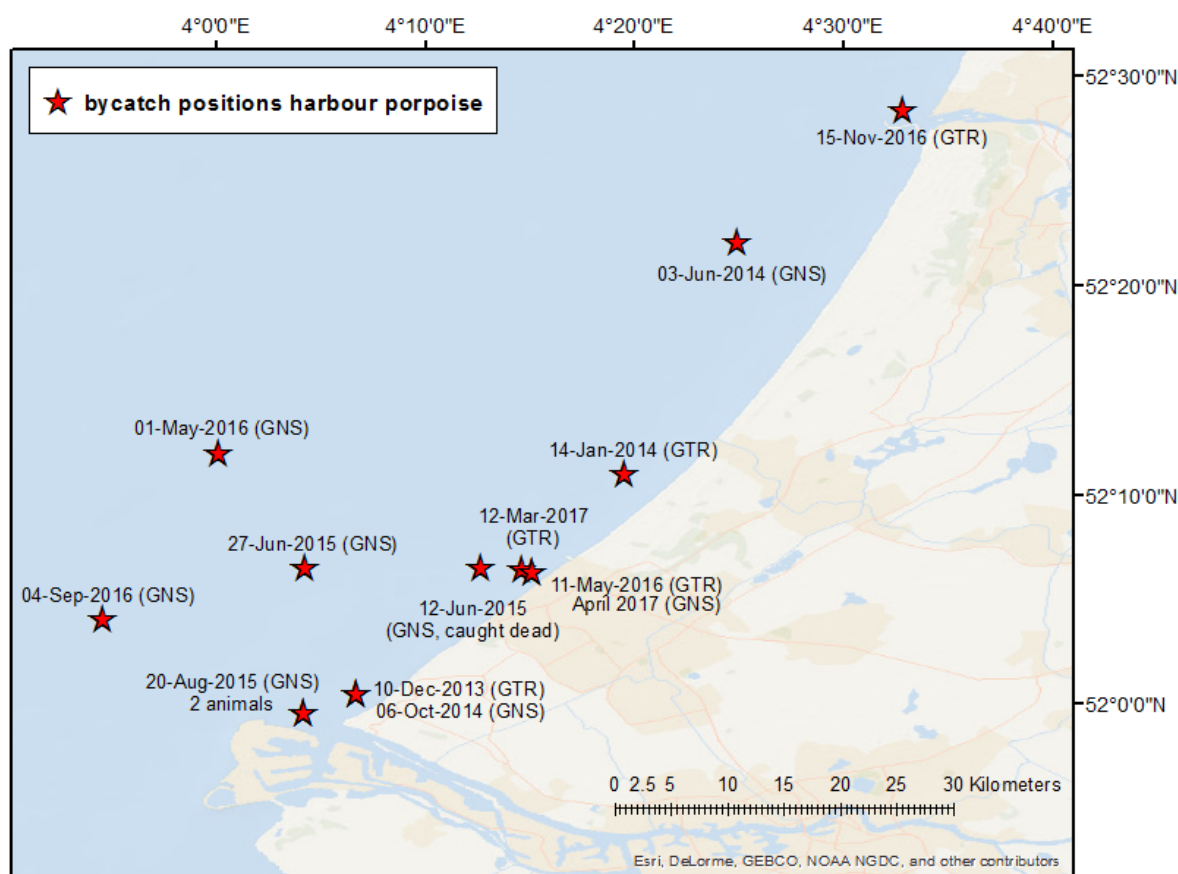 4°0'0"E
4°10'0"E
4°20'0"E
4°30'0"E
4°40'0"E
bycatch positions harbour porpoise
52°30'0"N
15-Nov-2016 (GTR)
03-Jun-2014 (GNS)
52°20'0"N
01-May-2016 (GNS)
14-Jan-2014 (GTR)
52°10'0"N
12-Mar-2017
(GTR)
27-Jun-2015 (GNS)
11-May-2016 (GTR)
April 2017 (GNS)
04-Sep-2016 (GNS)
12-Jun-2015
(GNS, caught dead)
20-Aug-2015 (GNS)
2 animals
10-Dec-2013 (GTR)
06-Oct-2014 (GNS)
52°0'0"N
0 2.5 5 10 15 20 25 30 Kilometers
Esri, DeLorme, GEBCO, NOAA NGDC, and other contributors